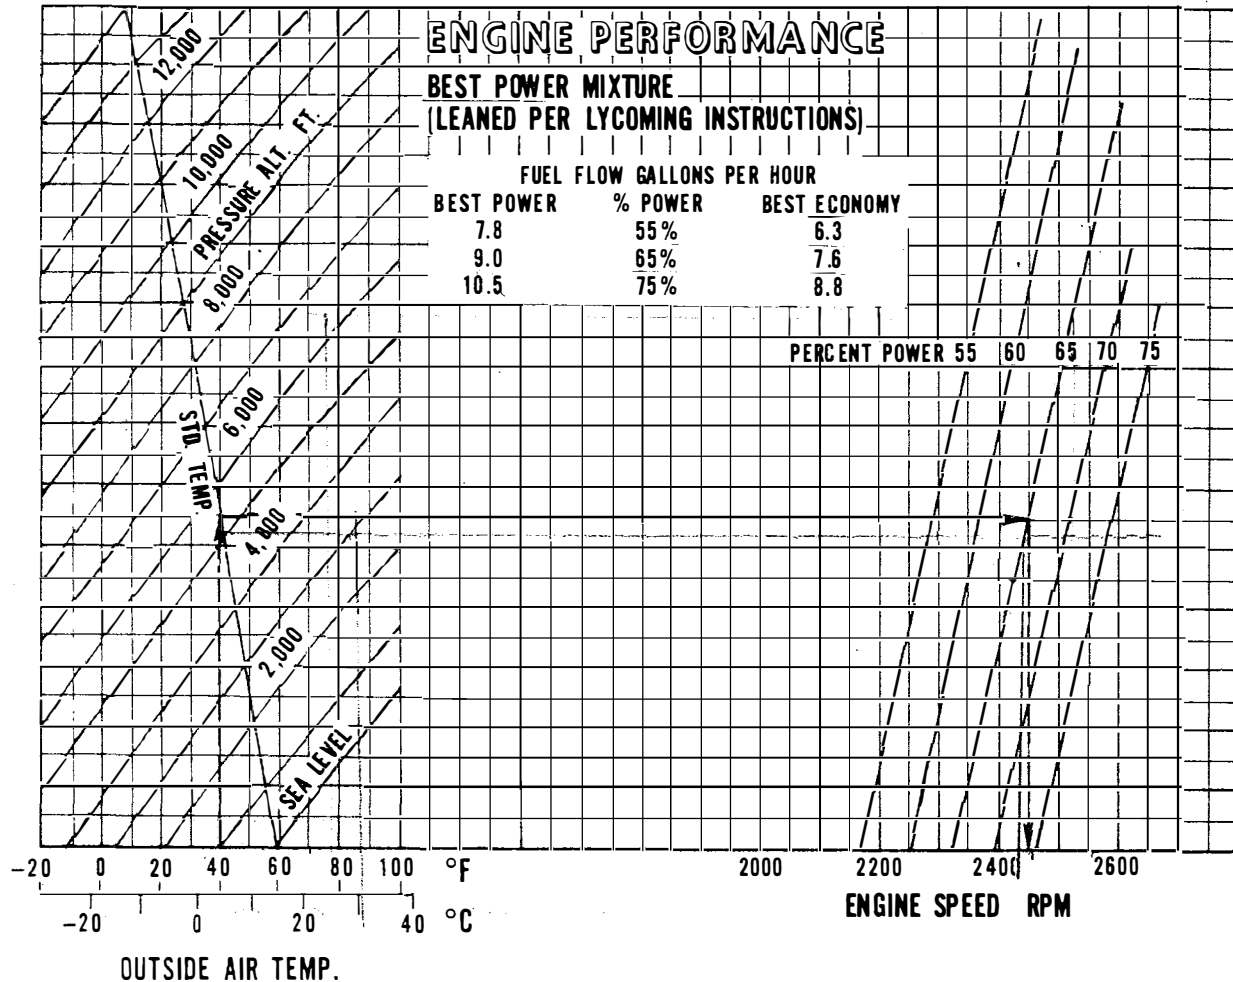 ENGINE PERFORMANCE
BEST POWER MIXTURE
(LEANED PER LYCOMING INSTRUCTIONS)
FUEL FLOW GALLONS PER HOUR
BEST POWER % POWER BEST ECONOMY
7.8 55% 6.3
9.0 65% 7.6
10.5 75% 8.8
12,000
10,000
PRESSURE ALT. FT.
8,000
6,000
STD. TEMP
4,000
2,000
SEA LEVEL
PERCENT POWER 55 60 65 70 75
-20 0 20 40 60 80 100 °F
-20 0 20 40 °C
OUTSIDE AIR TEMP.
2000 2200 2400 2600
ENGINE SPEED RPM